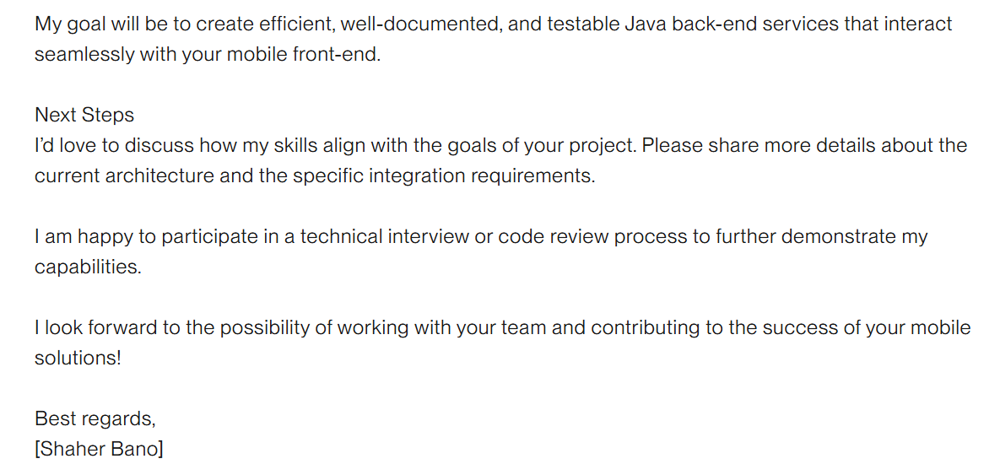 My goal will be to create efficient, well-documented, and testable Java back-end services that interact
seamlessly with your mobile front-end.
Next Steps
I’d love to discuss how my skills align with the goals of your project. Please share more details about the
current architecture and the specific integration requirements.
I am happy to participate in a technical interview or code review process to further demonstrate my
capabilities.
I look forward to the possibility of working with your team and contributing to the success of your mobile
solutions!
Best regards,
[Shaher Bano]